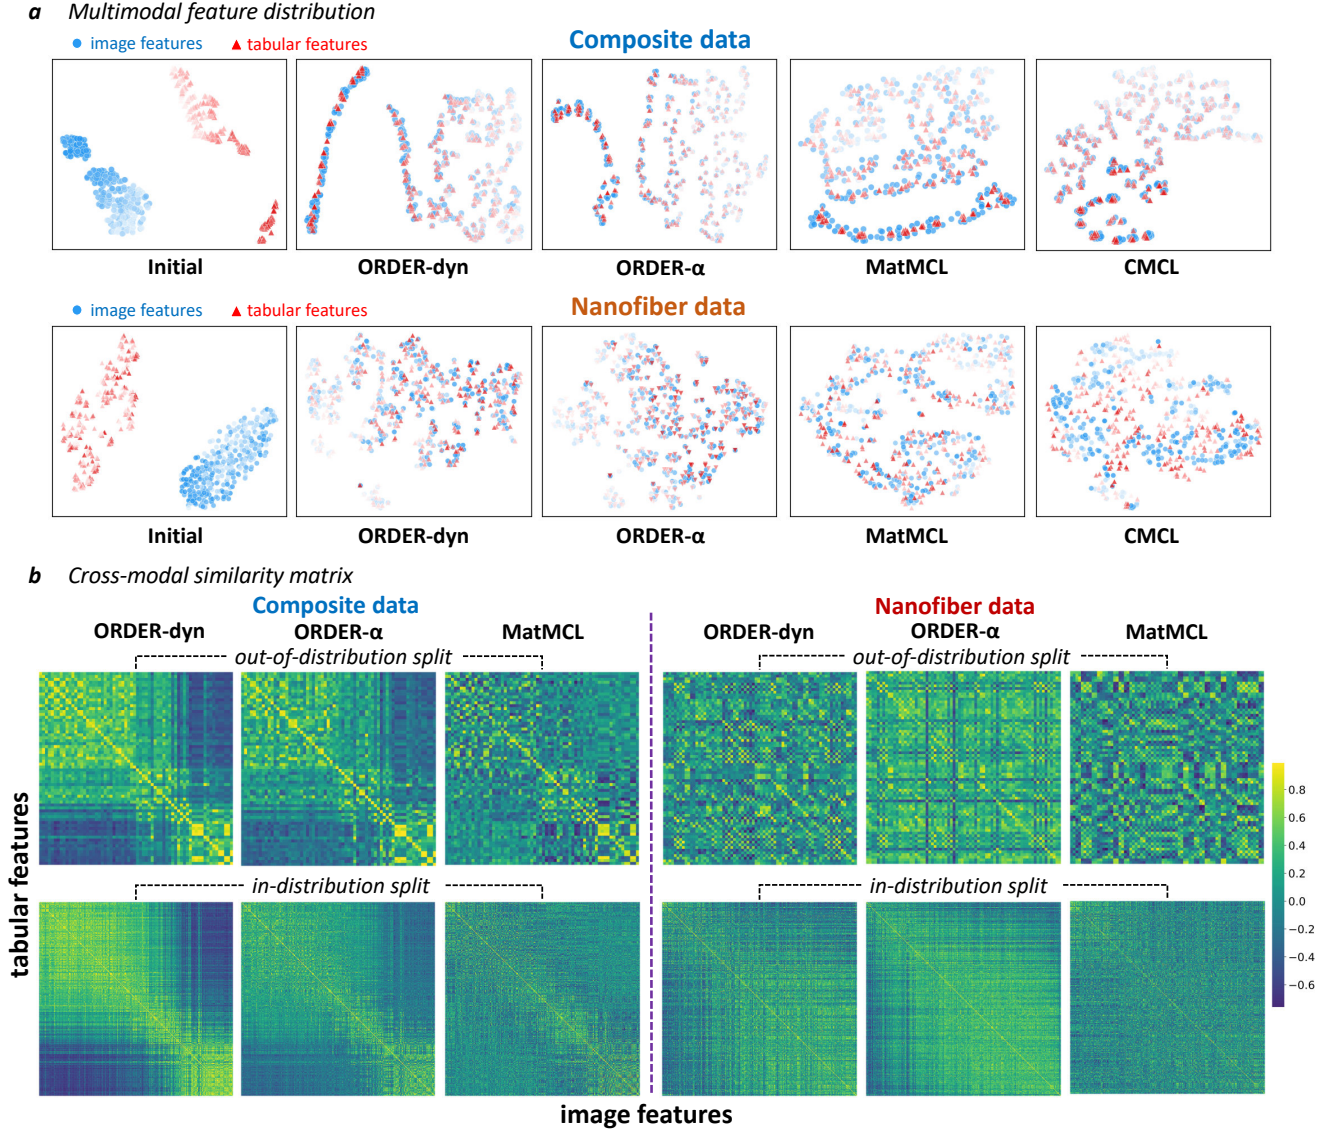 a Multimodal feature distribution
image features tabular features Composite data
Initial ORDER-dyn ORDER-α MatMCL CMCL
image features tabular features Nanofiber data
Initial ORDER-dyn ORDER-α MatMCL CMCL
b Cross-modal similarity matrix
Composite data Nanofiber data
ORDER-dyn ORDER-α MatMCL ORDER-dyn ORDER-α MatMCL
out-of-distribution split out-of-distribution split
in-distribution split in-distribution split
tabular features
image features
0.8
0.6
0.4
0.2
0.0
−0.2
−0.4
−0.6